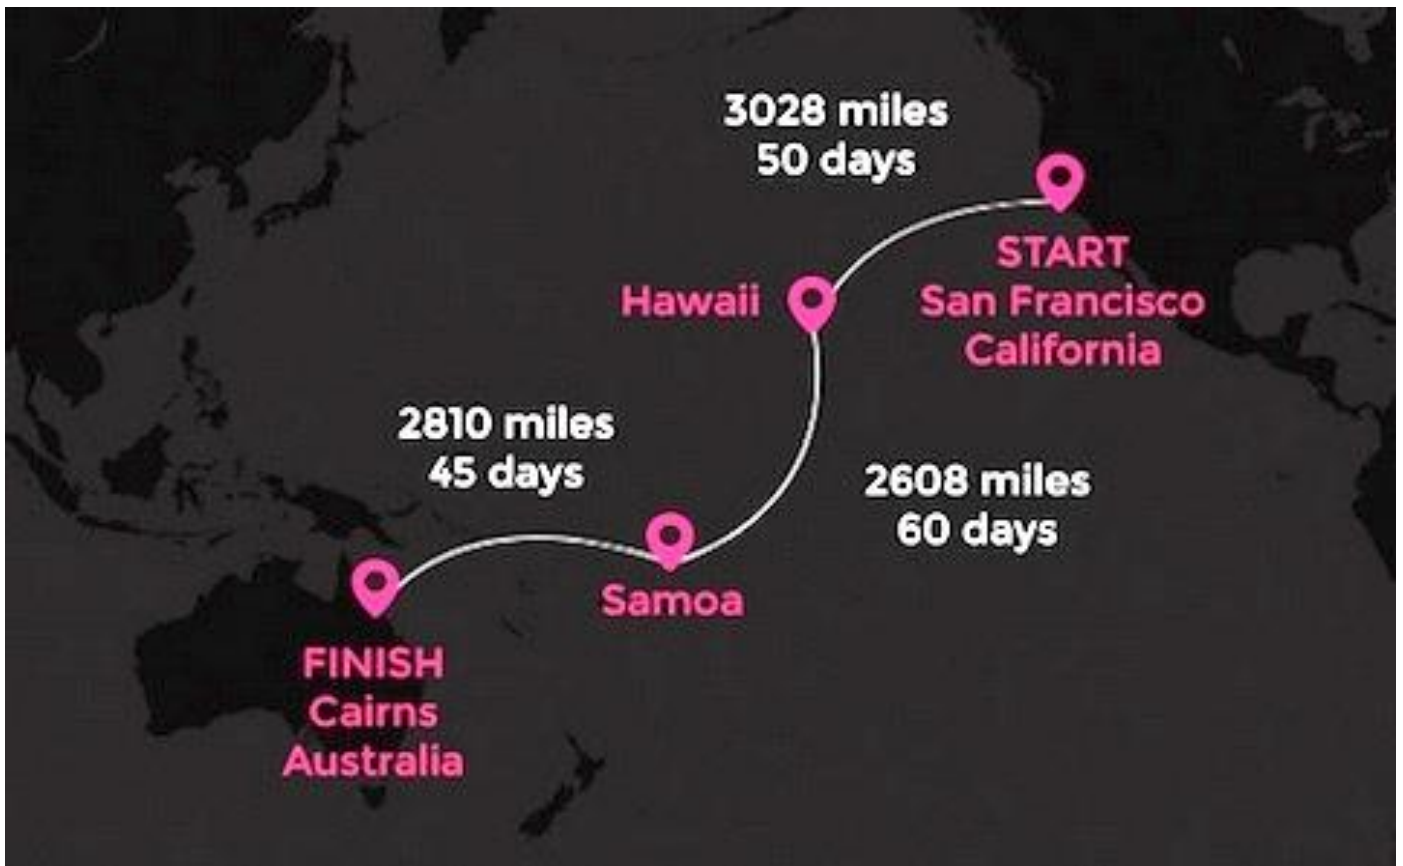 3028 miles
50 days
START
San Francisco
California
Hawaii
2810 miles
45 days
2608 miles
60 days
Samoa
FINISH
Cairns
Australia